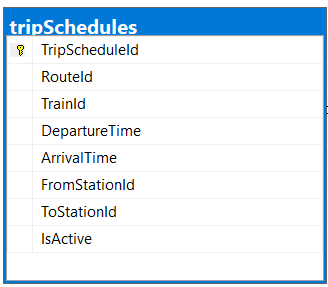 tripSchedules
TripScheduleId
RouteId
TrainId
DepartureTime
ArrivalTime
FromStationId
ToStationId
IsActive